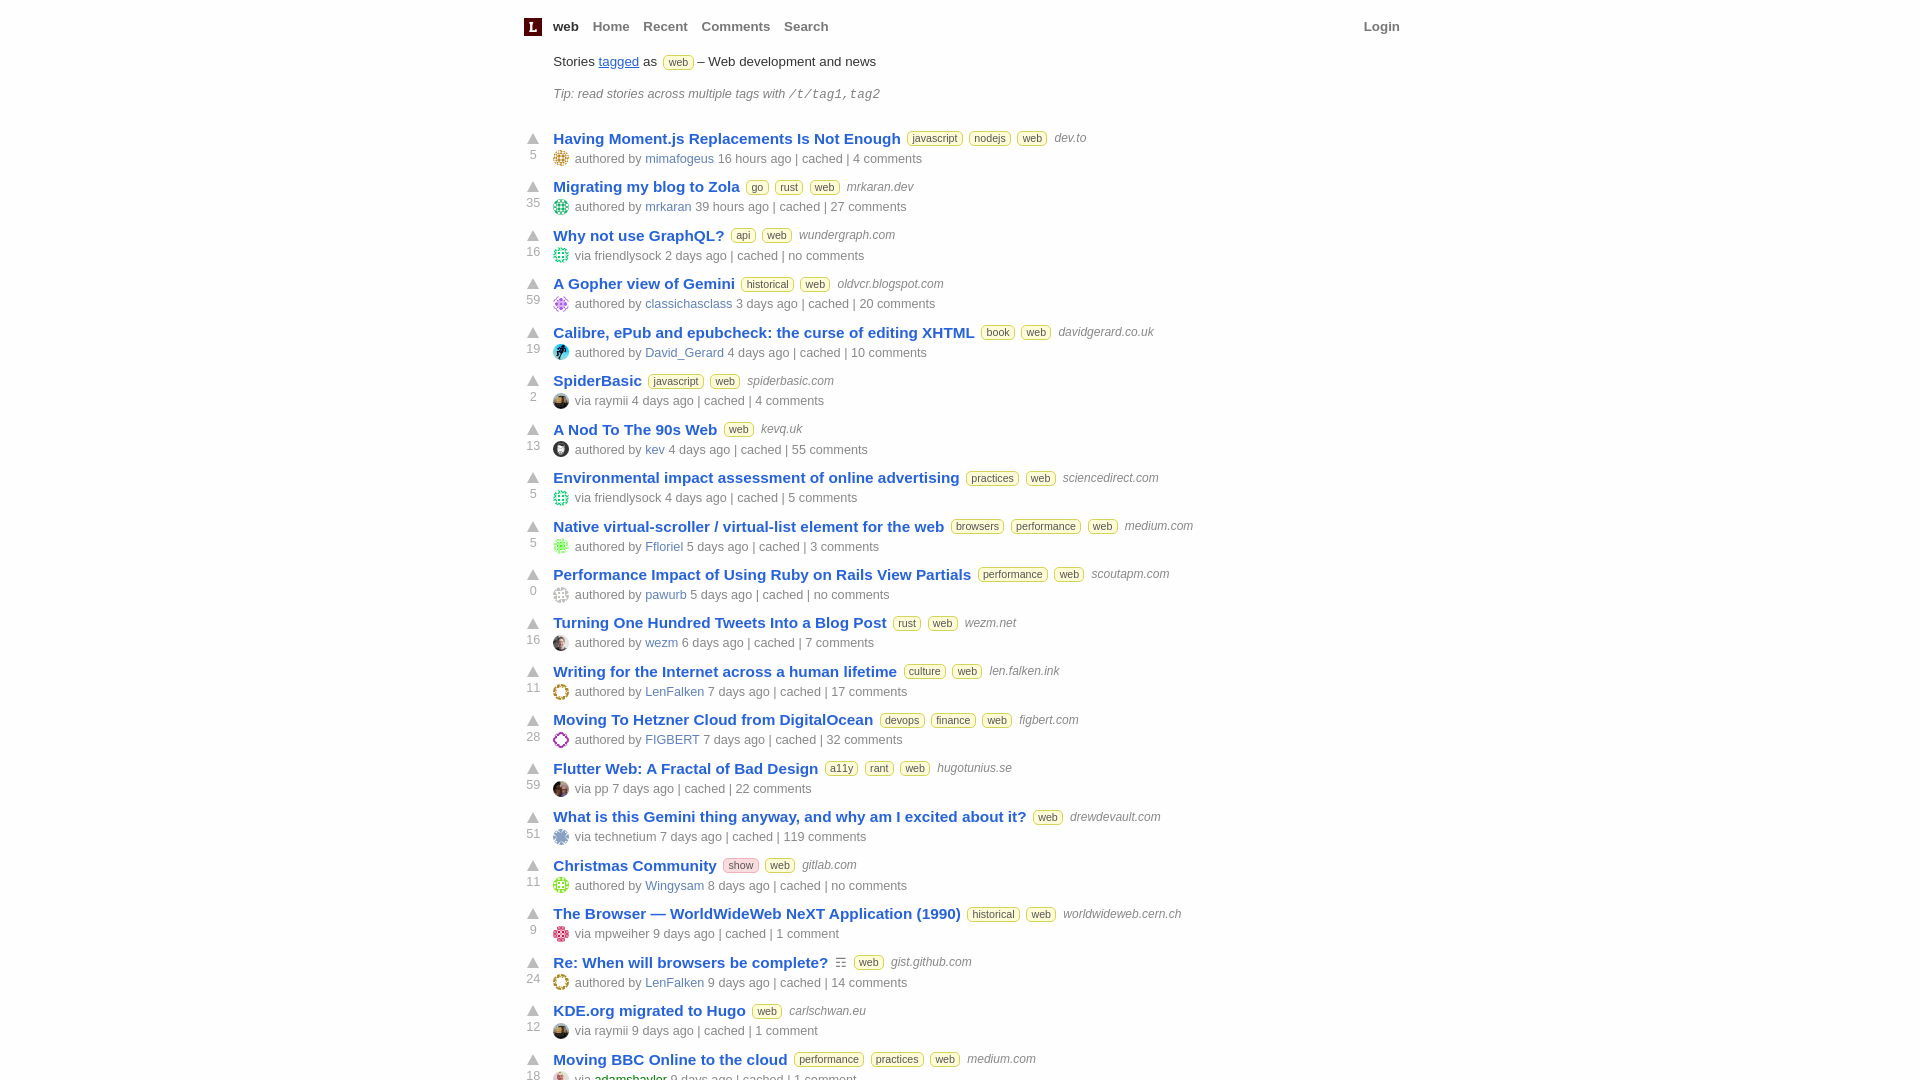 L web Home Recent Comments Search Login
Stories tagged as web – Web development and news
Tip: read stories across multiple tags with /t/tag1,tag2
Having Moment.js Replacements Is Not Enough javascript nodejs web dev.to
5 authored by mimafogeus 16 hours ago | cached | 4 comments
Migrating my blog to Zola go rust web mrkaran.dev
35 authored by mrkaran 39 hours ago | cached | 27 comments
Why not use GraphQL? api web wundergraph.com
16 via friendlysock 2 days ago | cached | no comments
A Gopher view of Gemini historical web oldvcr.blogspot.com
59 authored by classichasclass 3 days ago | cached | 20 comments
Calibre, ePub and epubcheck: the curse of editing XHTML book web davidgerard.co.uk
19 authored by David_Gerard 4 days ago | cached | 10 comments
SpiderBasic javascript web spiderbasic.com
2 via raymii 4 days ago | cached | 4 comments
A Nod To The 90s Web web kevq.uk
13 authored by kev 4 days ago | cached | 55 comments
Environmental impact assessment of online advertising practices web sciencedirect.com
5 via friendlysock 4 days ago | cached | 5 comments
Native virtual-scroller / virtual-list element for the web browsers performance web medium.com
5 authored by Ffloriel 5 days ago | cached | 3 comments
Performance Impact of Using Ruby on Rails View Partials performance web scoutapm.com
0 authored by pawurb 5 days ago | cached | no comments
Turning One Hundred Tweets Into a Blog Post rust web wezm.net
16 authored by wezm 6 days ago | cached | 7 comments
Writing for the Internet across a human lifetime culture web len.falken.ink
11 authored by LenFalken 7 days ago | cached | 17 comments
Moving To Hetzner Cloud from DigitalOcean devops finance web figbert.com
28 authored by FIGBERT 7 days ago | cached | 32 comments
Flutter Web: A Fractal of Bad Design a11y rant web hugotunius.se
59 via pp 7 days ago | cached | 22 comments
What is this Gemini thing anyway, and why am I excited about it? web drewdevault.com
51 via technetium 7 days ago | cached | 119 comments
Christmas Community show web gitlab.com
11 authored by Wingysam 8 days ago | cached | no comments
The Browser — WorldWideWeb NeXT Application (1990) historical web worldwideweb.cern.ch
9 via mpweiher 9 days ago | cached | 1 comment
Re: When will browsers be complete? ☶ web gist.github.com
24 authored by LenFalken 9 days ago | cached | 14 comments
KDE.org migrated to Hugo web carlschwan.eu
12 via raymii 9 days ago | cached | 1 comment
Moving BBC Online to the cloud performance practices web medium.com
18 via adamshaylor 9 days ago | cached | 1 comment